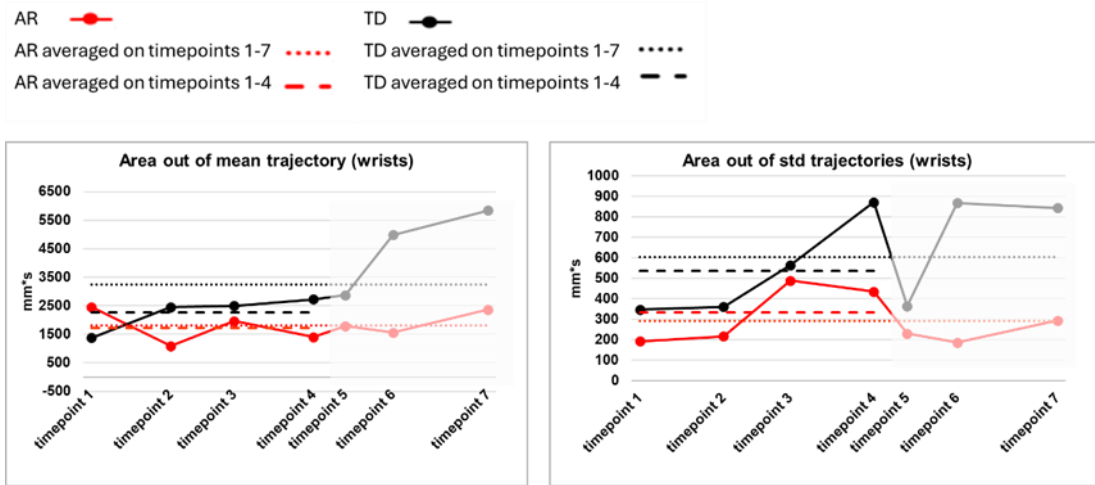 AR TD
AR averaged on timepoints 1-7 TD averaged on timepoints 1-7
AR averaged on timepoints 1-4 TD averaged on timepoints 1-4
Area out of mean trajectory (wrists)
mm*s
6500
5500
4500
3500
2500
1500
500
-500
timepoint 1
timepoint 2
timepoint 3
timepoint 4
timepoint 5
timepoint 6
timepoint 7
Area out of std trajectories (wrists)
mm*s
1000
900
800
700
600
500
400
300
200
100
0
timepoint 1
timepoint 2
timepoint 3
timepoint 4
timepoint 5
timepoint 6
timepoint 7